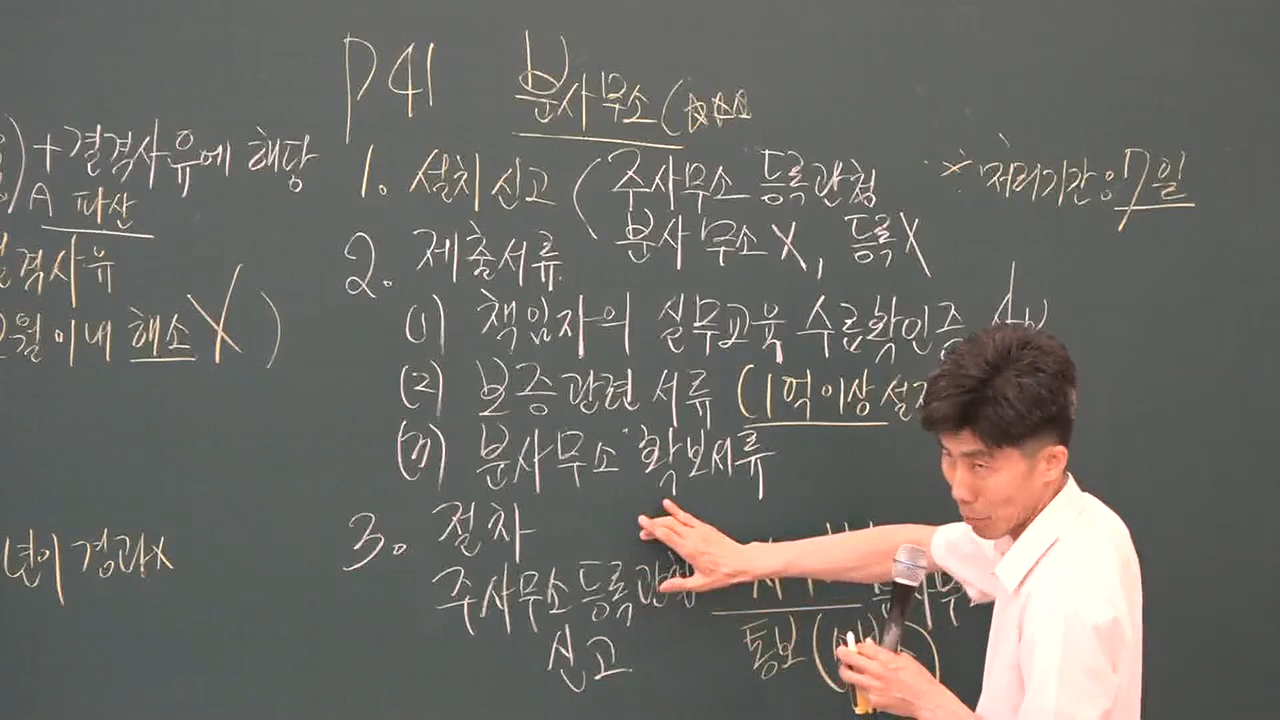 P 41 분사무소(☆☆☆
+결격사유에 해당
A 파산
결격사유
월 이내 해소 X )
년이 경과X
1. 설치신고 (주사무소 등록관청
분사무소X, 등록X
※ 처리기간: 7일
2. 제출서류
(1) 책임자의 실무교육 수료확인증
(2) 보증관련 서류 (1억 이상 설
(3) 분사무소 확보서류
3. 절차
주사무소 등록관청
신고
통보